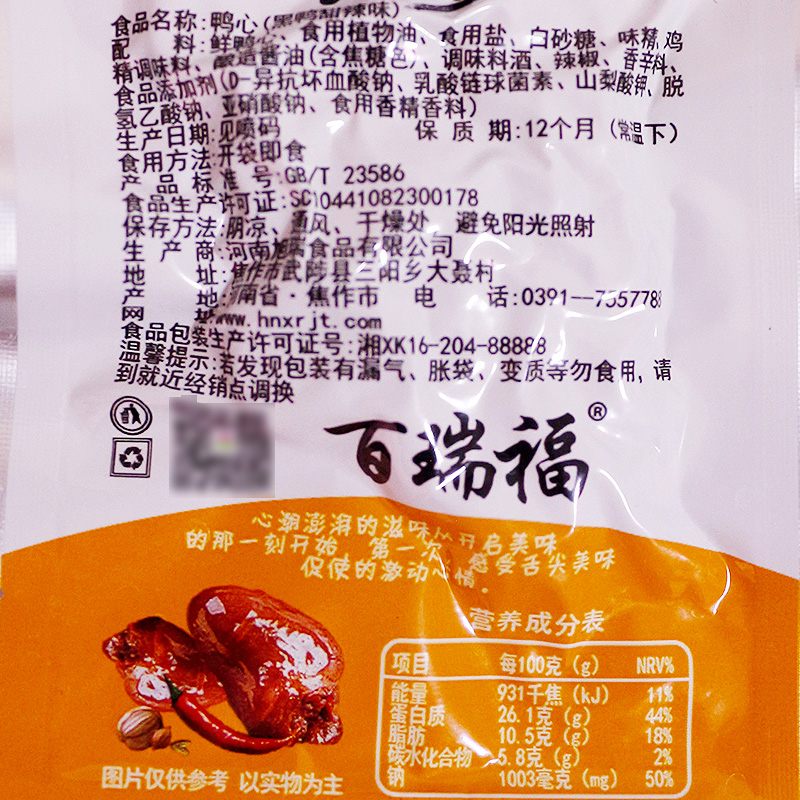 食品名称:鸭心(黑鸭甜辣味)
配 料:鲜鸭心、食用植物油、食用盐、白砂糖、味精,鸡
精调味料、酿造酱油(含焦糖色)、调味料酒、辣椒、香辛料、
食品添加剂(D-异抗坏血酸钠、乳酸链球菌素、山梨酸钾、脱
氢乙酸钠、亚硝酸钠、食用香精香料)
生产日期:见喷码 保质期:12个月(常温下)
食用方法:开袋即食
产品标准号:GB/T 23586
食品生产许可证:SC10441082300178
保存方法:阴凉、通风、干燥处、避免阳光照射
生产商:河南旭瑞食品有限公司
地 址:焦作市武陟县三阳乡大聂村
产 地:河南省·焦作市 电 话:0391--7557788
网 址:www.hnxrjt.com
食品包装生产许可证号:湘XK16-204-88888
温馨提示:若发现包装有漏气、胀袋、变质等勿食用,请
到就近经销点调换
百瑞福®
心潮澎湃的滋味从开启美味
的那一刻开始 第一次 感受舌尖美味
促使的激动心情.
营养成分表
项目 每100克(g) NRV%
能量 931千焦(kJ) 11%
蛋白质 26.1克(g) 44%
脂肪 10.5克(g) 18%
碳水化合物 5.8克(g) 2%
钠 1003毫克(mg) 50%
图片仅供参考 以实物为主